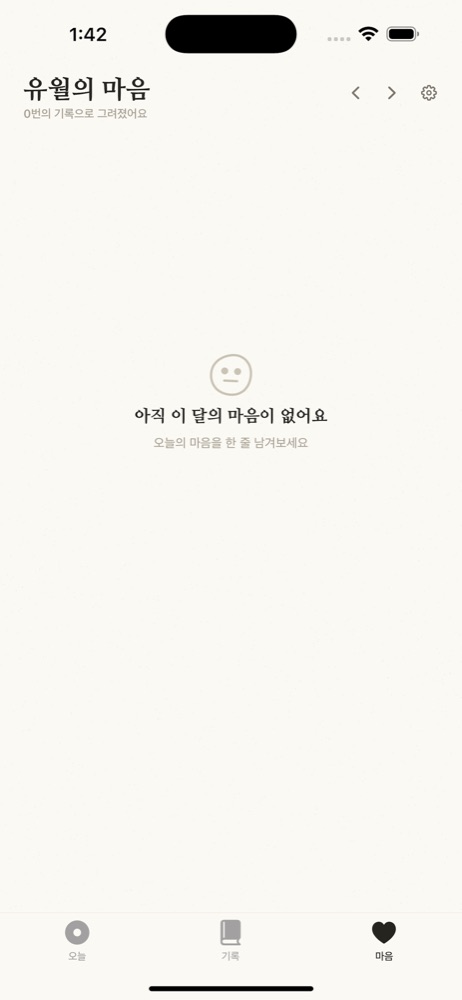 1:42
유월의 마음
0번의 기록으로 그려졌어요
아직 이 달의 마음이 없어요
오늘의 마음을 한 줄 남겨보세요
오늘
기록
마음